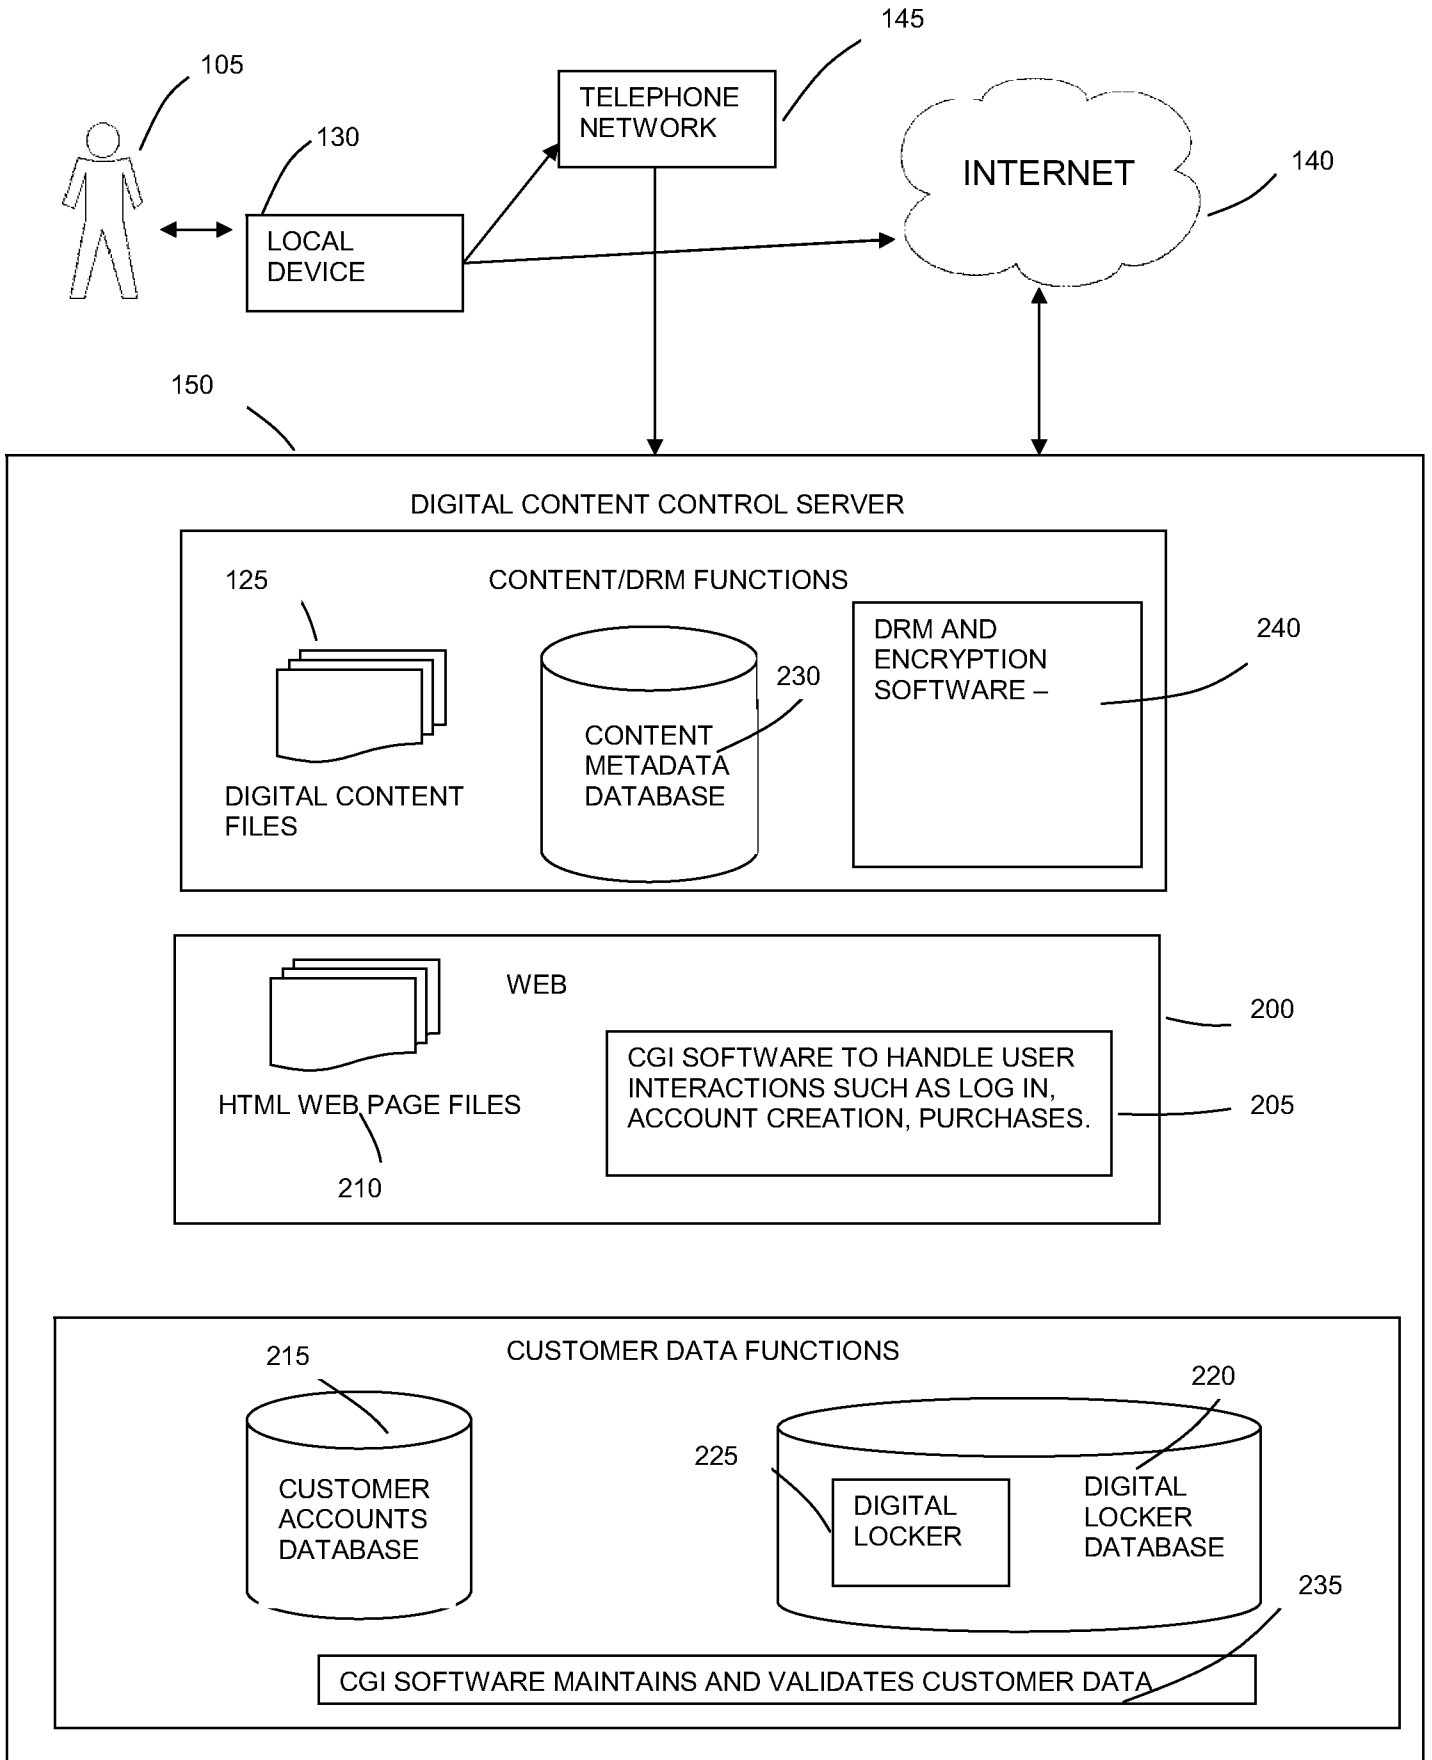 145
105
TELEPHONE
NETWORK
130
INTERNET
140
LOCAL
DEVICE
150
DIGITAL CONTENT CONTROL SERVER
125
CONTENT/DRM FUNCTIONS
DRM AND
ENCRYPTION
SOFTWARE –
240
230
CONTENT
METADATA
DATABASE
DIGITAL CONTENT
FILES
WEB
200
CGI SOFTWARE TO HANDLE USER
INTERACTIONS SUCH AS LOG IN,
ACCOUNT CREATION, PURCHASES.
205
HTML WEB PAGE FILES
210
CUSTOMER DATA FUNCTIONS
215
220
225
CUSTOMER
ACCOUNTS
DATABASE
DIGITAL
LOCKER
DIGITAL
LOCKER
DATABASE
235
CGI SOFTWARE MAINTAINS AND VALIDATES CUSTOMER DATA